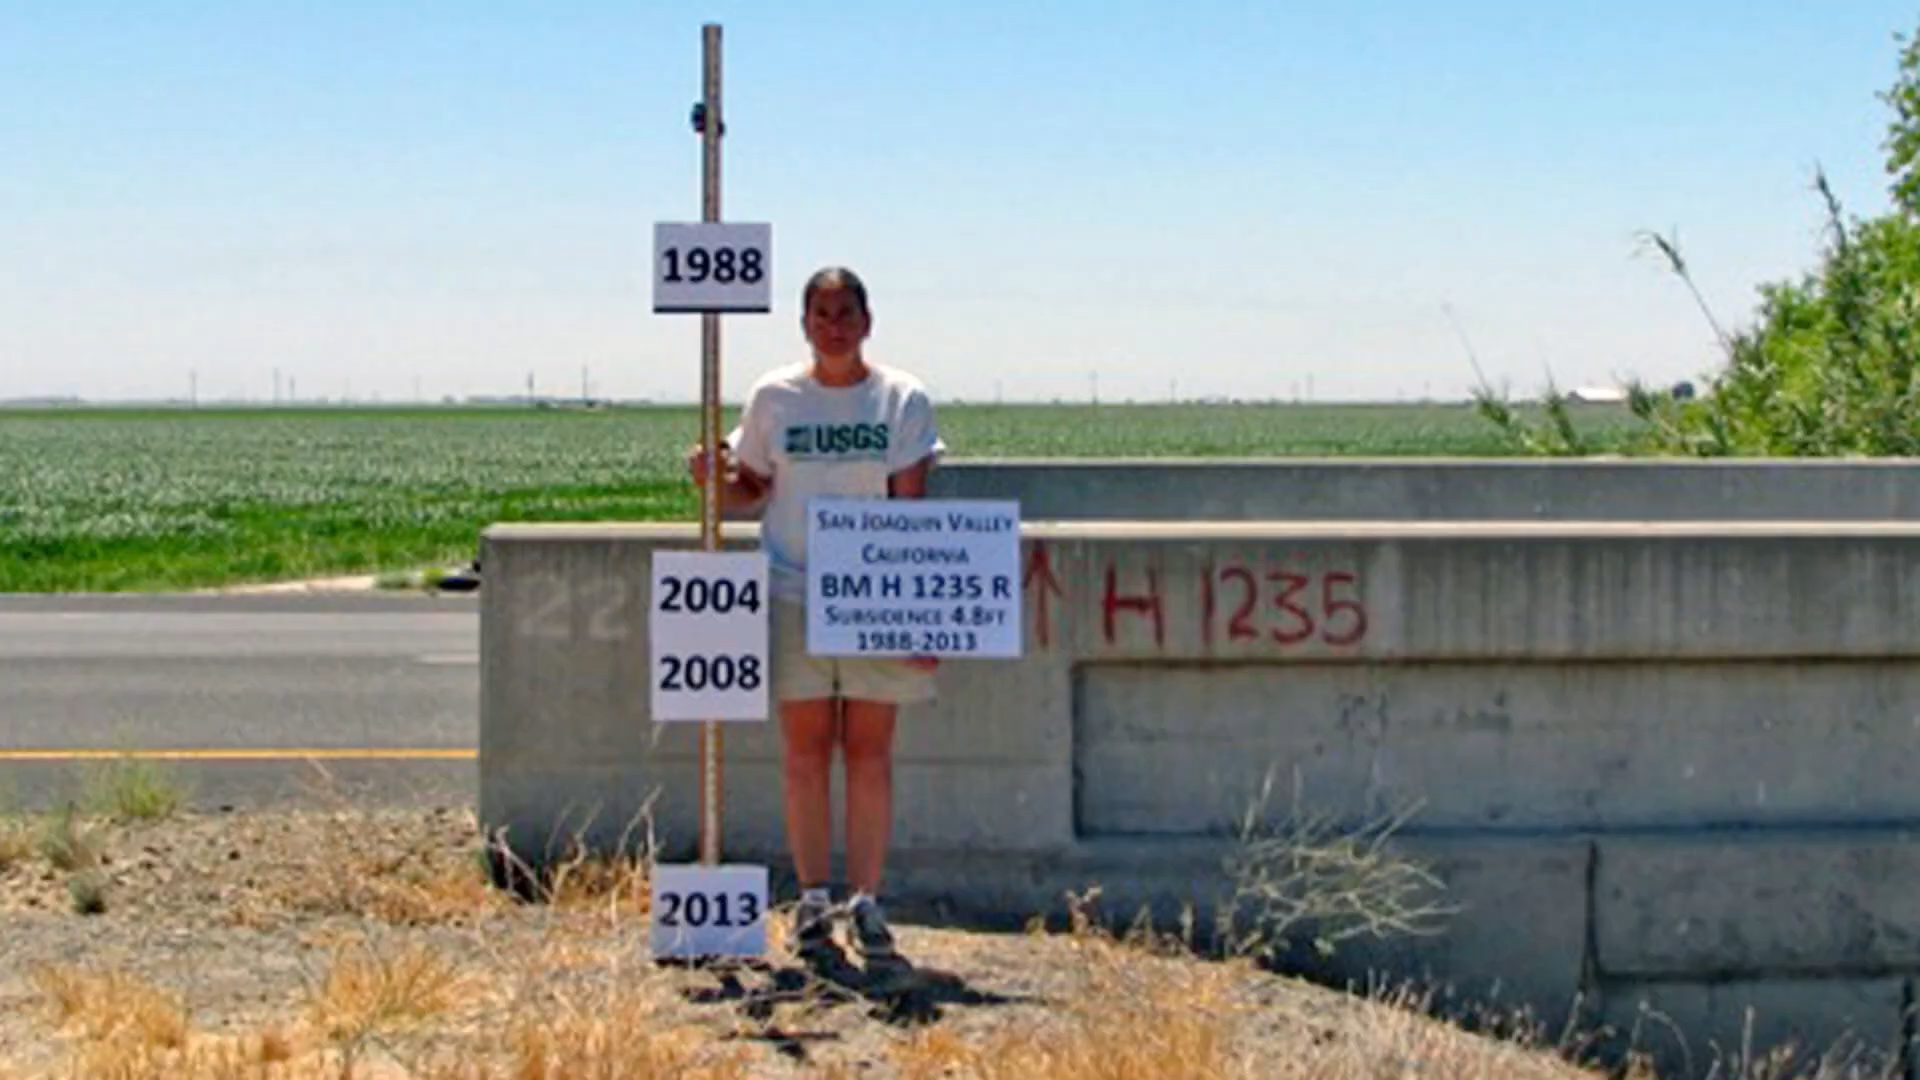 1988
USGS
SAN JOAQUIN VALLEY
CALIFORNIA
BM H 1235 R
SUBSIDENCE 4.8FT
1988-2013
2004
2008
22
↑ H 1235
2013